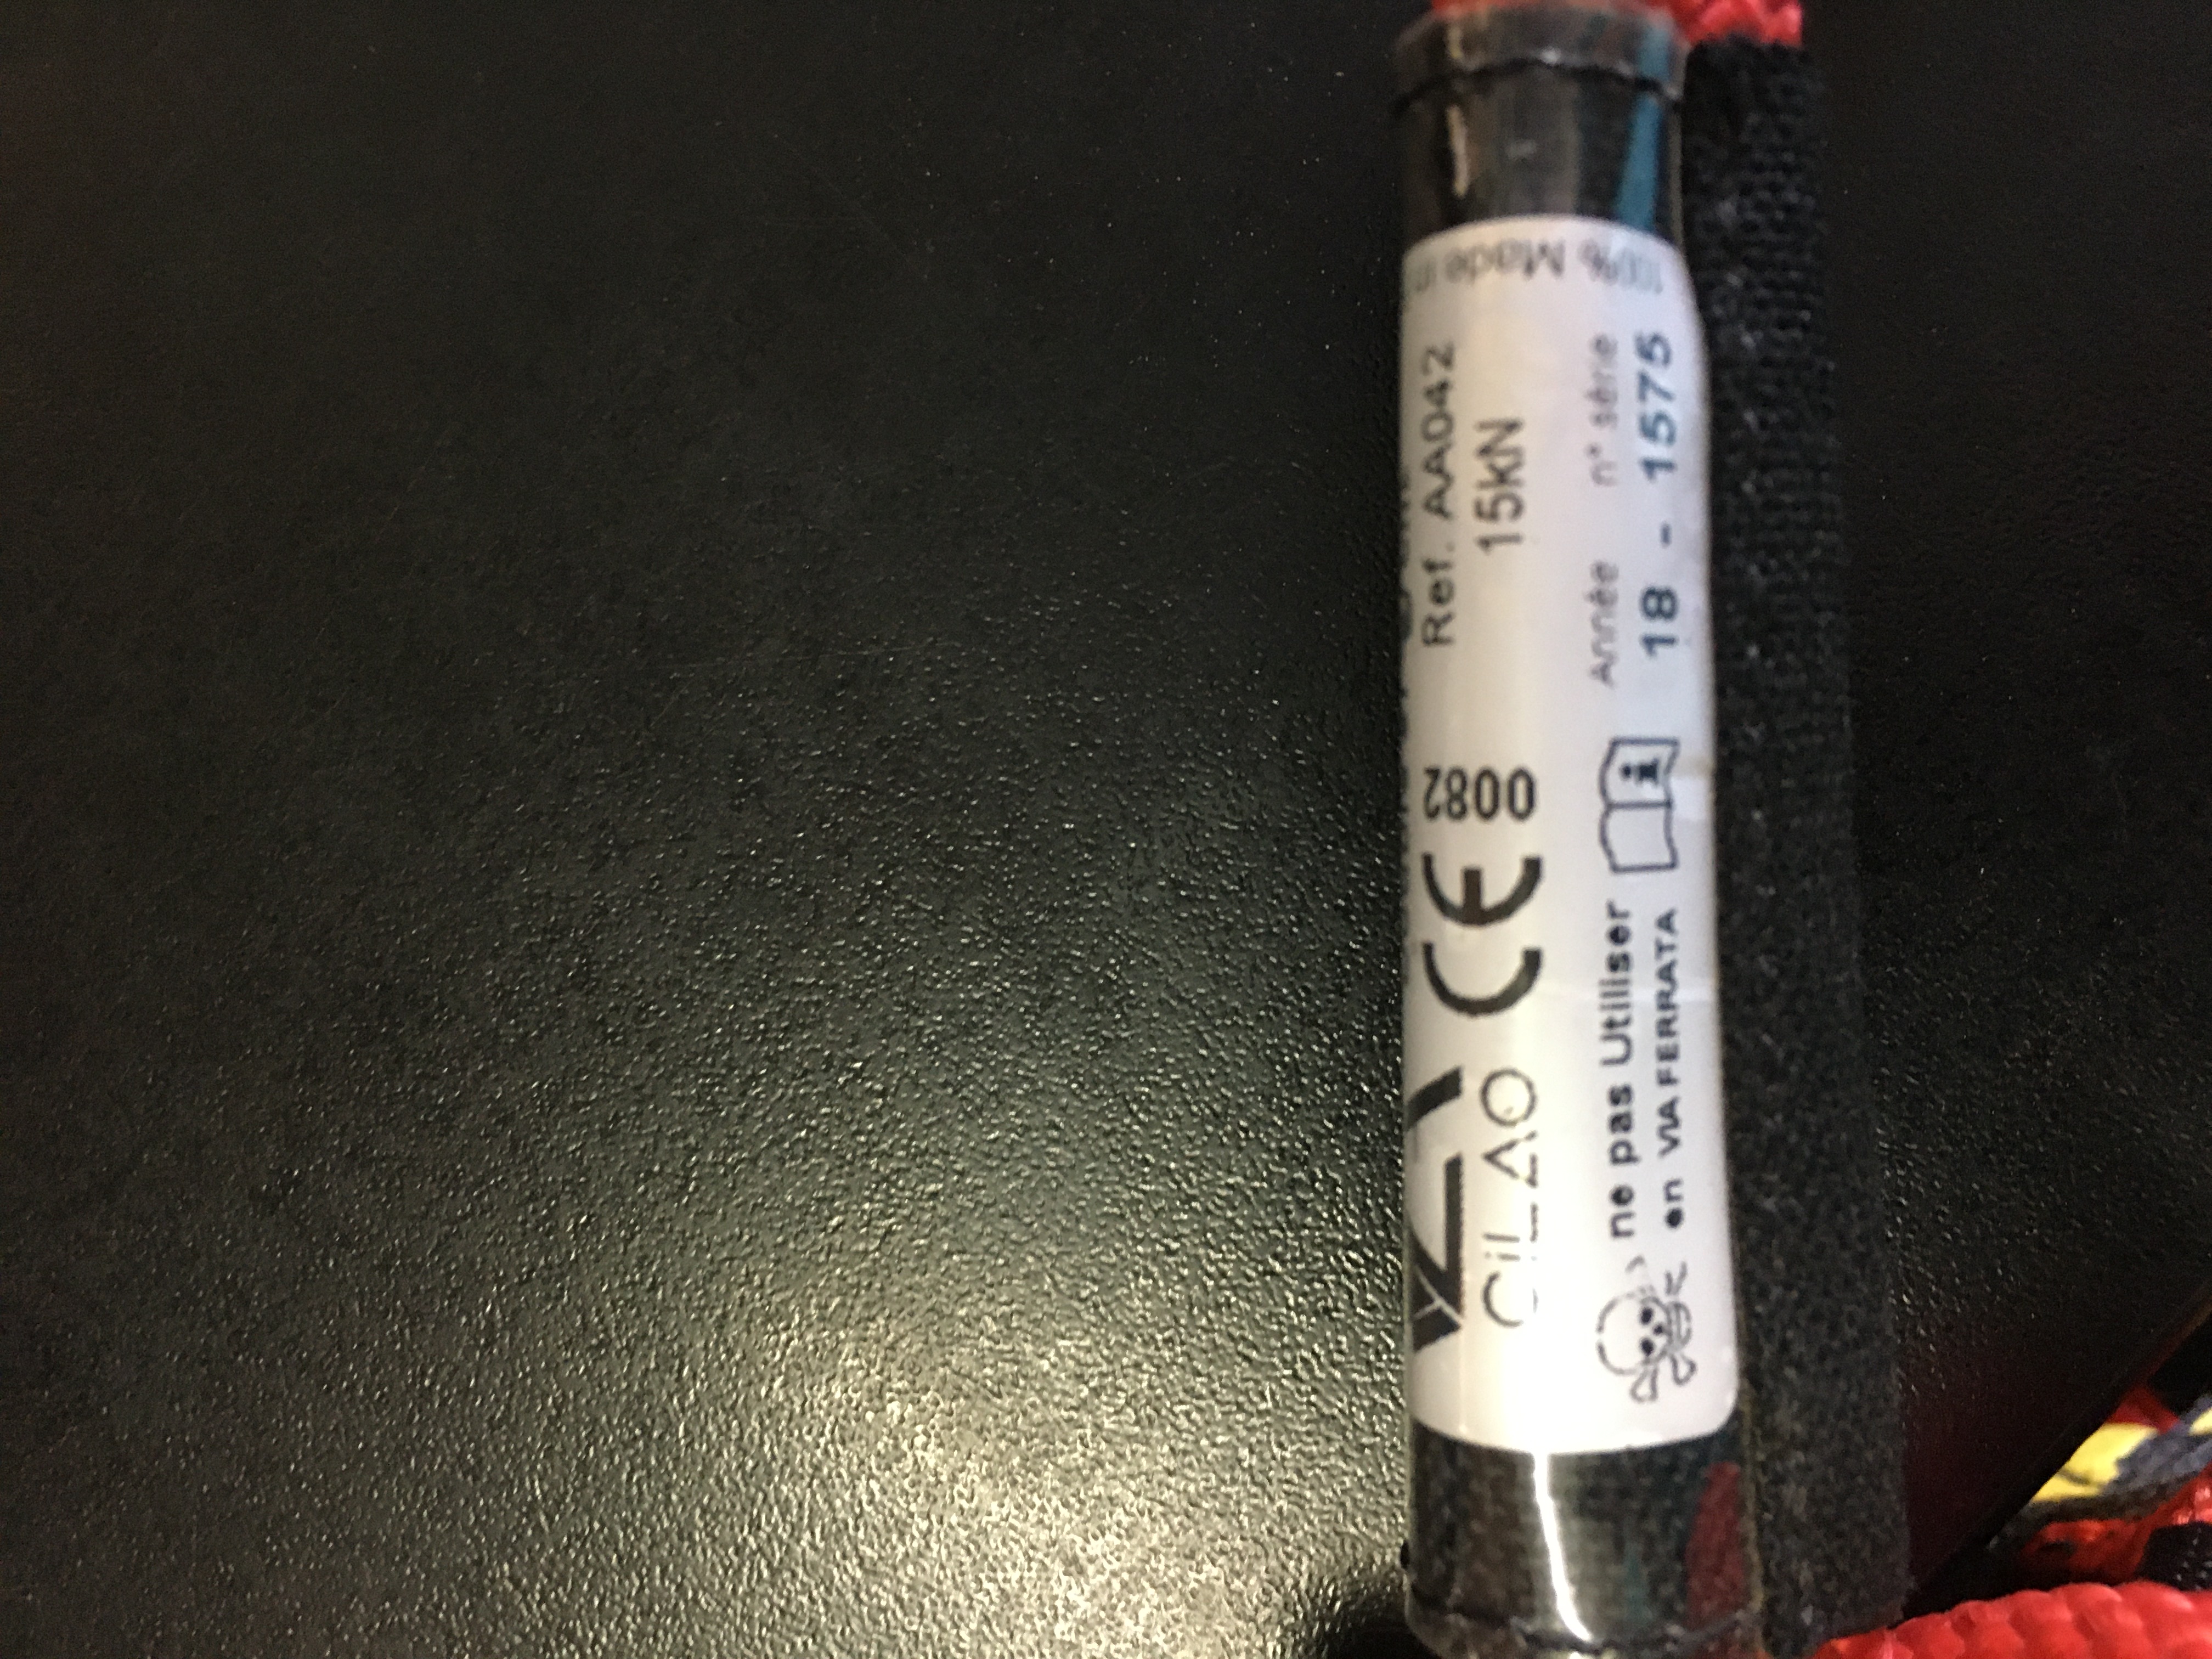 CiLAO
CE 0082
Ref. AA042
15kN
ne pas Utiliser
en VIA FERRATA
i
Année n° série
18 - 1575
100% Made in